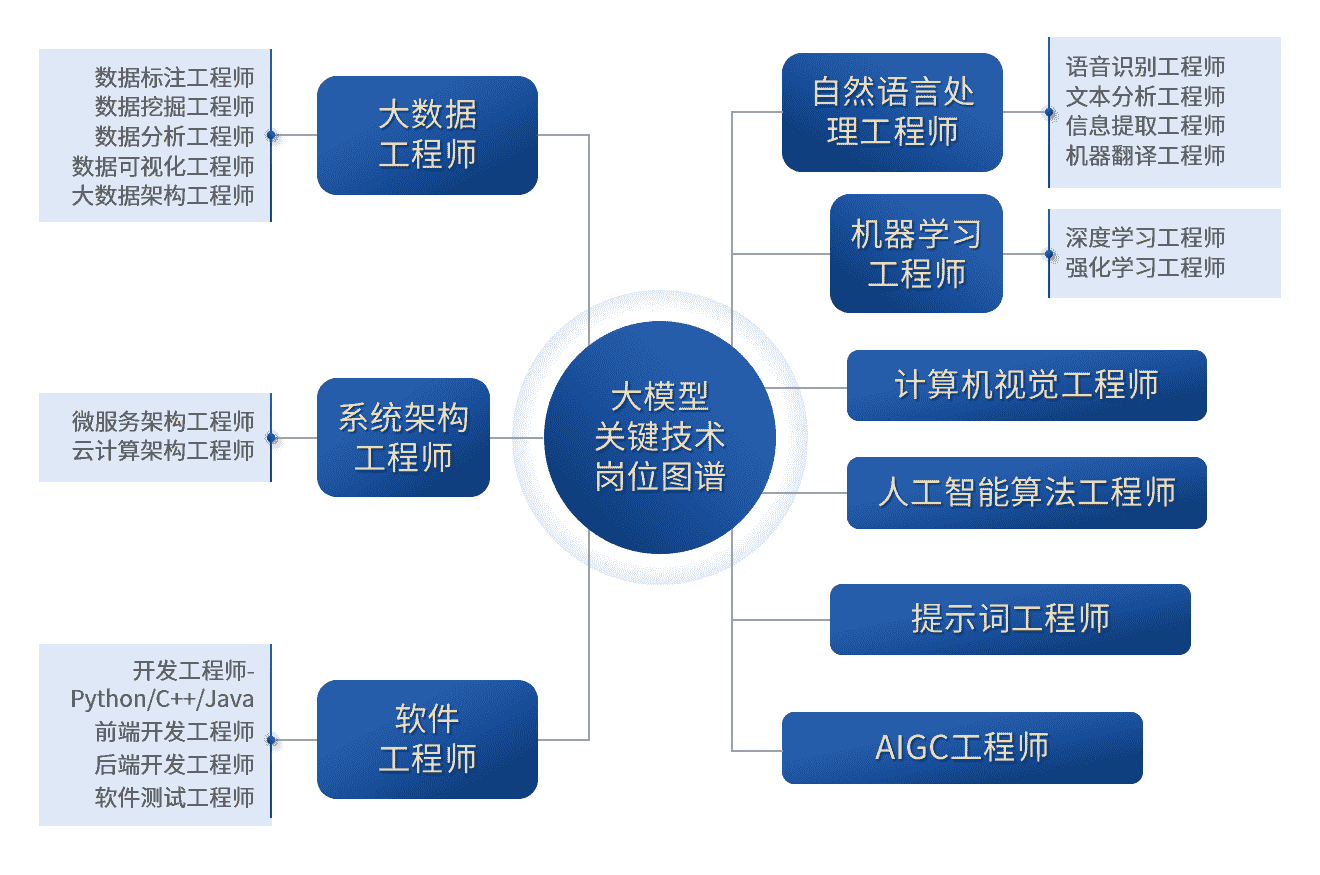 数据标注工程师
数据挖掘工程师
数据分析工程师
数据可视化工程师
大数据架构工程师
大数据
工程师
微服务架构工程师
云计算架构工程师
系统架构
工程师
开发工程师-
Python/C++/Java
前端开发工程师
后端开发工程师
软件测试工程师
软件
工程师
大模型
关键技术
岗位图谱
自然语言处
理工程师
语音识别工程师
文本分析工程师
信息提取工程师
机器翻译工程师
机器学习
工程师
深度学习工程师
强化学习工程师
计算机视觉工程师
人工智能算法工程师
提示词工程师
AIGC工程师